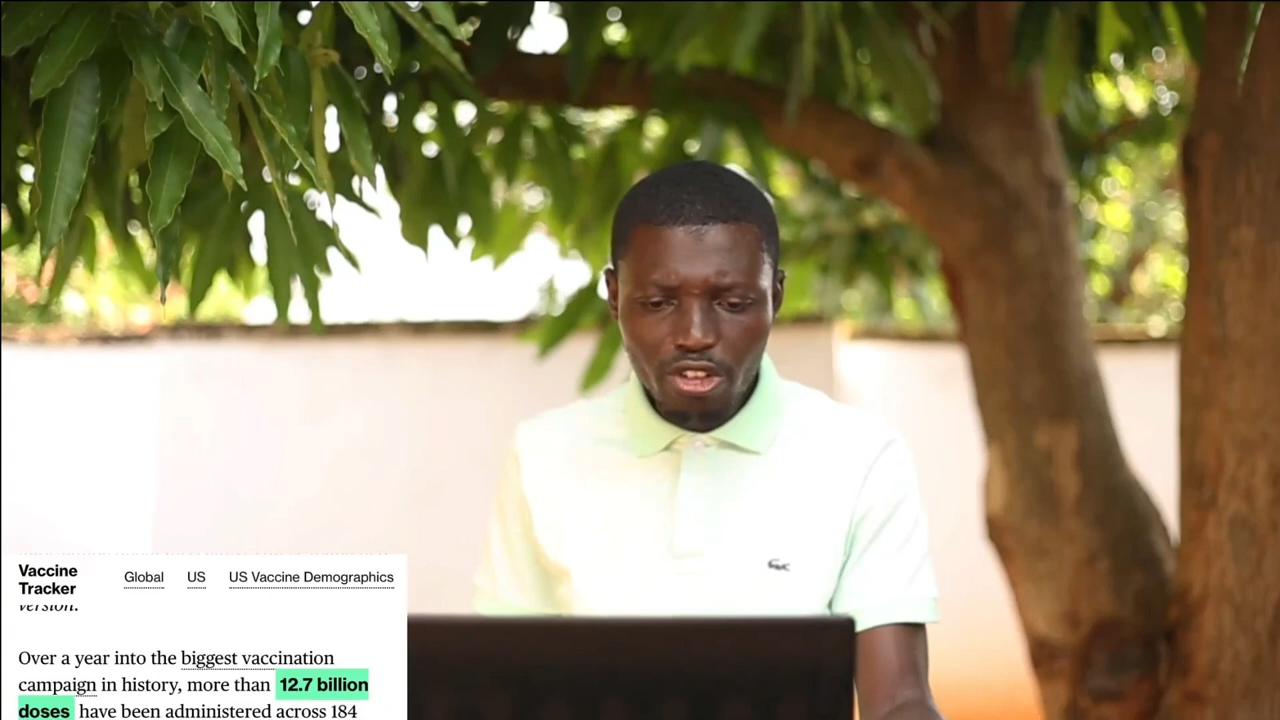 Vaccine
Tracker
Global US US Vaccine Demographics
version.
Over a year into the biggest vaccination
campaign in history, more than 12.7 billion
doses have been administered across 184